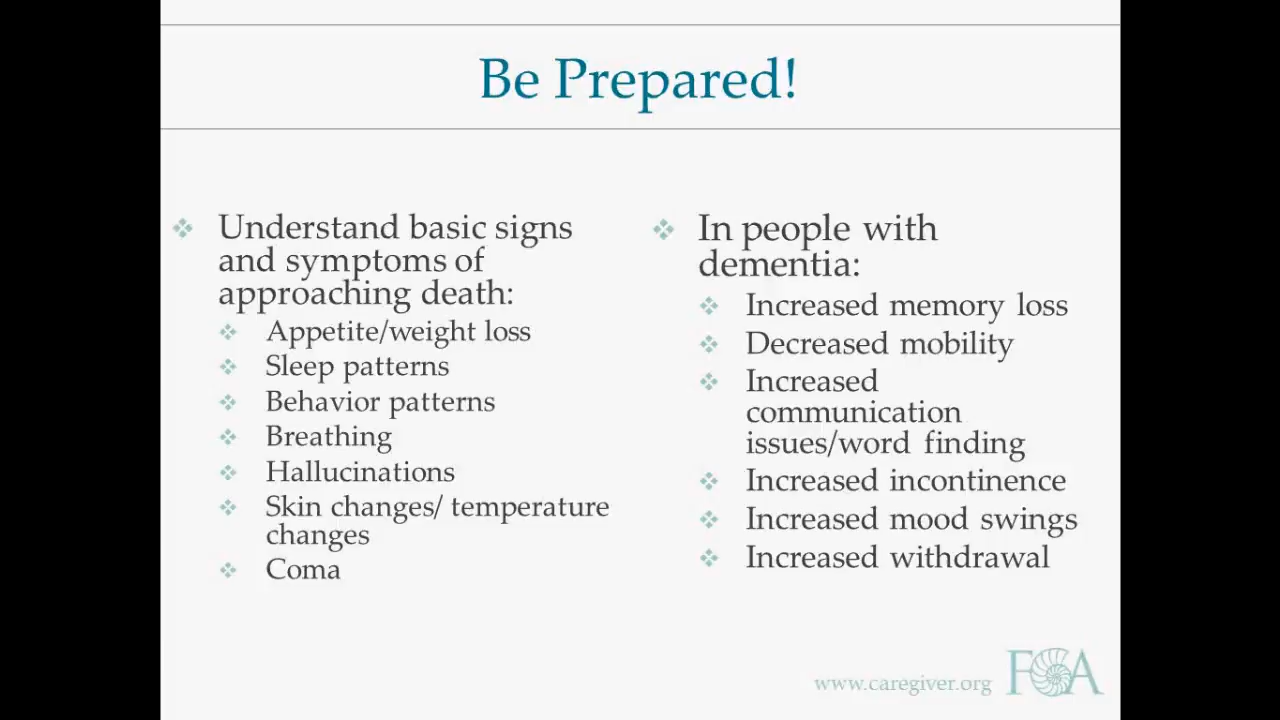 Be Prepared!
Understand basic signs
and symptoms of
approaching death:
Appetite/weight loss
Sleep patterns
Behavior patterns
Breathing
Hallucinations
Skin changes/ temperature
changes
Coma
In people with
dementia:
Increased memory loss
Decreased mobility
Increased
communication
issues/word finding
Increased incontinence
Increased mood swings
Increased withdrawal
www.caregiver.org
FCA